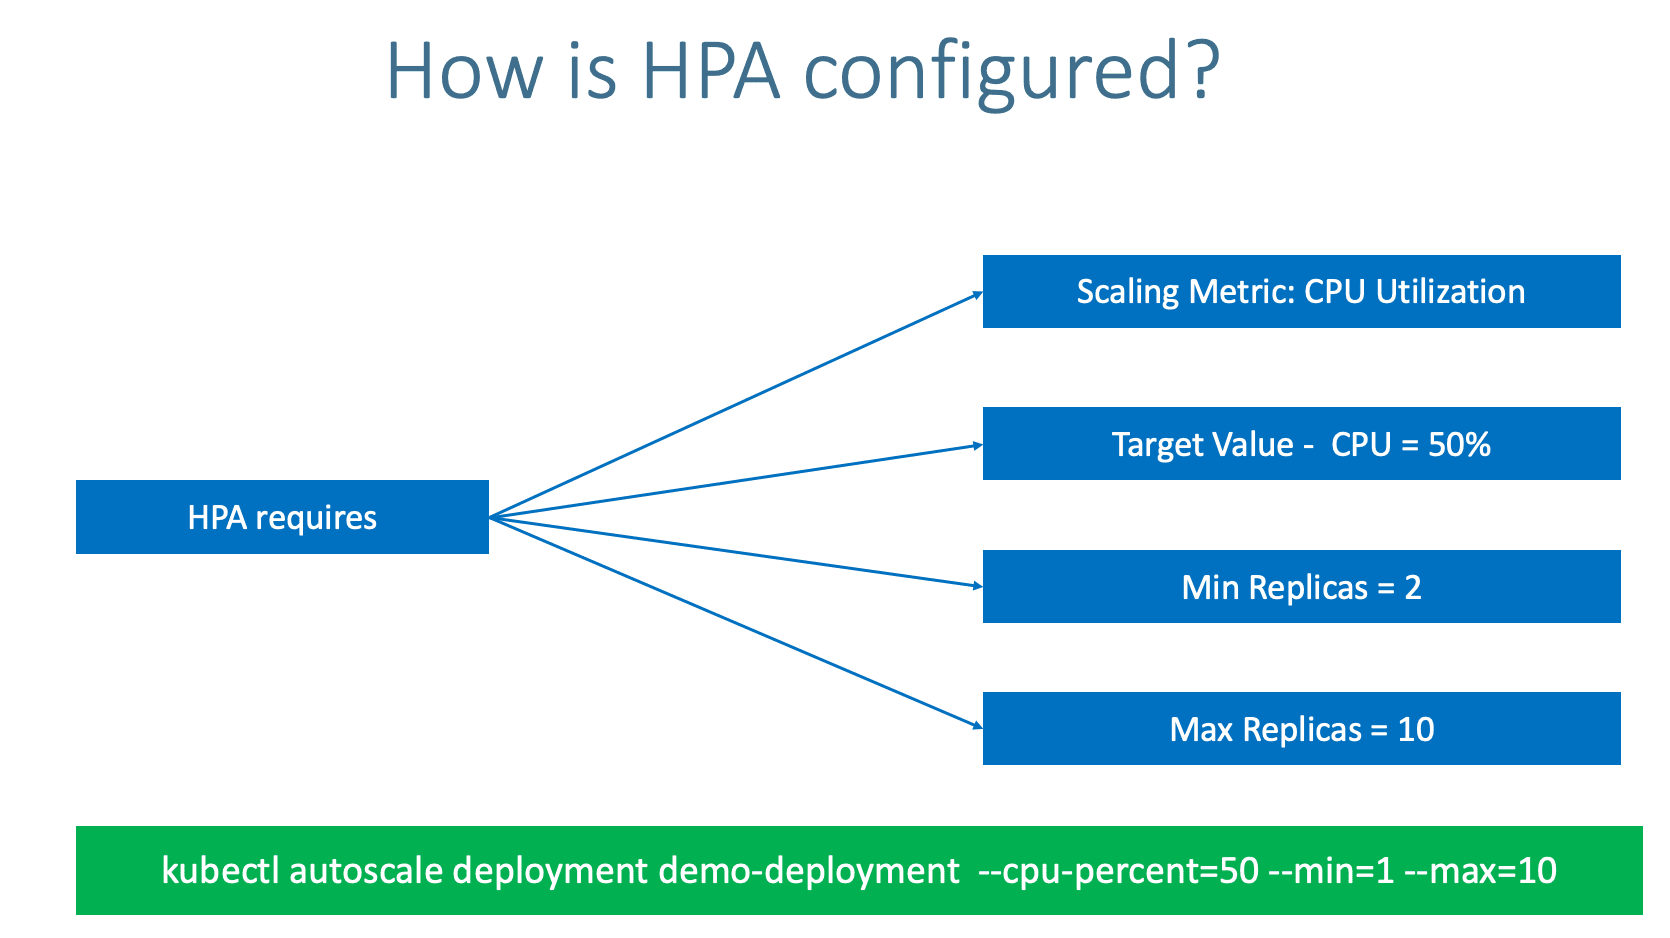 How is HPA configured?
Scaling Metric: CPU Utilization
Target Value -  CPU = 50%
HPA requires
Min Replicas = 2
Max Replicas = 10
kubectl autoscale deployment demo-deployment  --cpu-percent=50 --min=1 --max=10